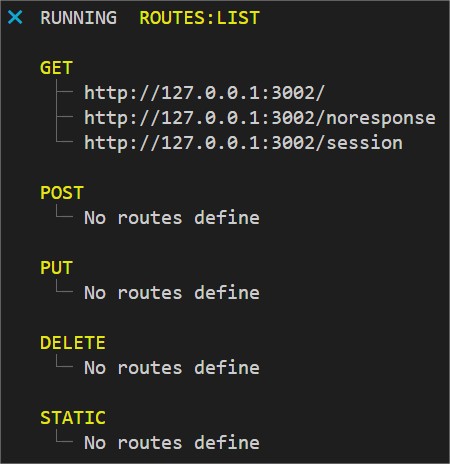 × RUNNING ROUTES:LIST
GET
http://127.0.0.1:3002/
http://127.0.0.1:3002/noresponse
http://127.0.0.1:3002/session
POST
No routes define
PUT
No routes define
DELETE
No routes define
STATIC
No routes define